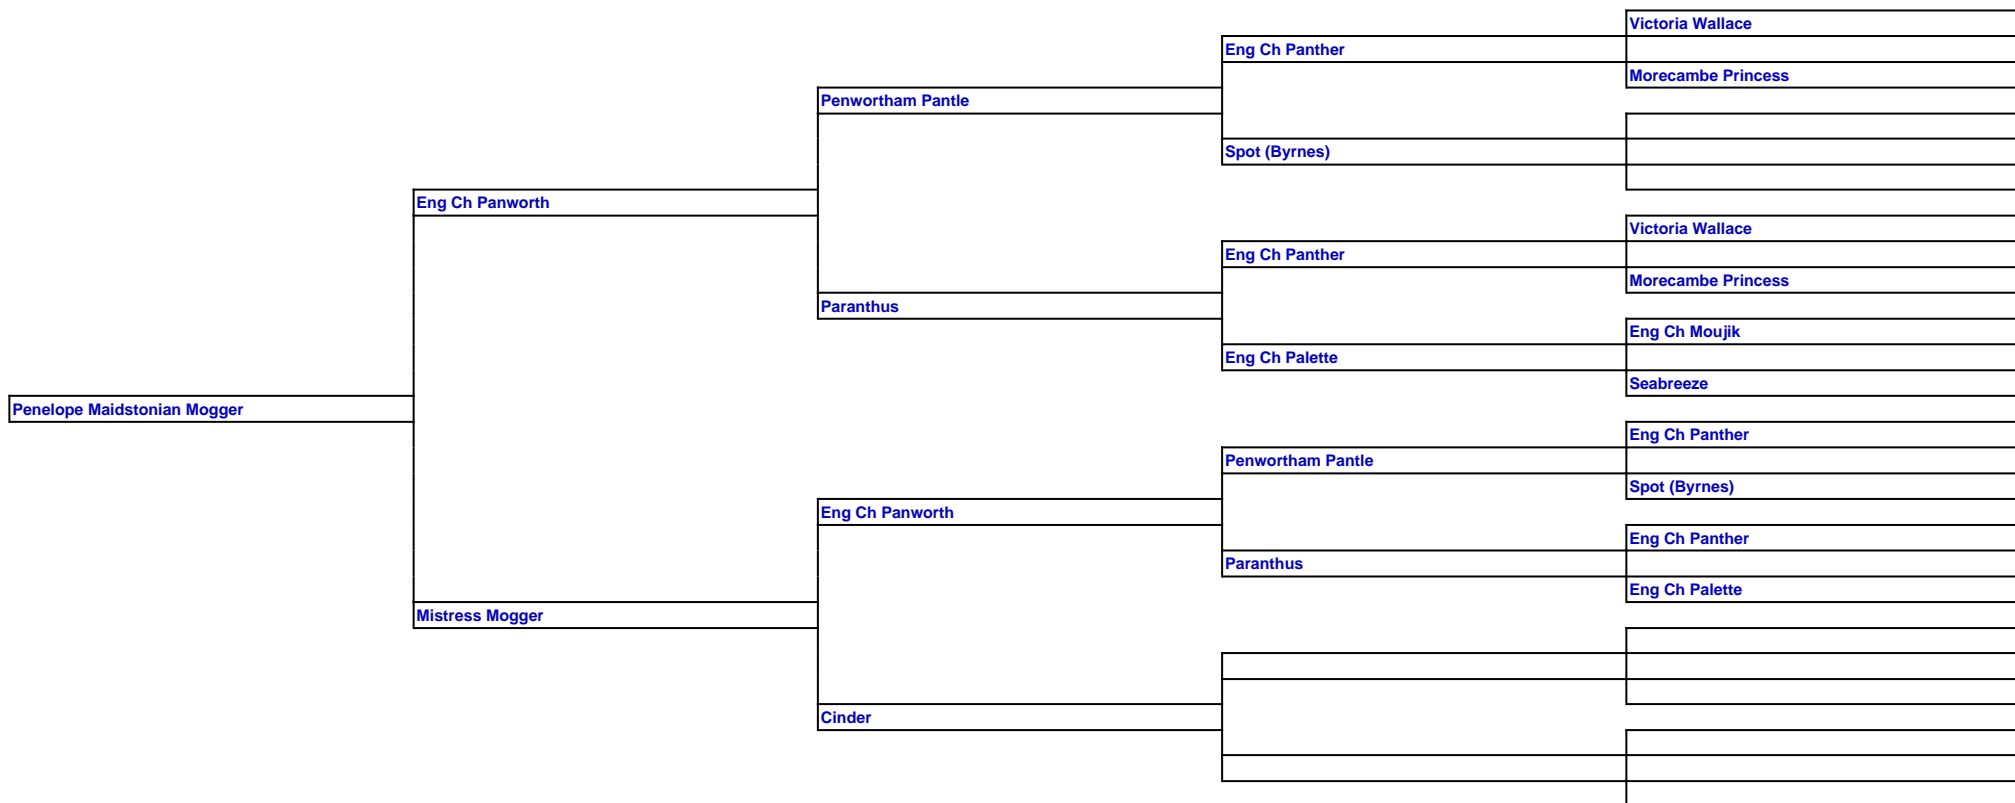 Victoria Wallace
Eng Ch Panther
Morecambe Princess
Penwortham Pantle
Spot (Byrnes)
Eng Ch Panworth
Victoria Wallace
Eng Ch Panther
Morecambe Princess
Paranthus
Eng Ch Moujik
Eng Ch Palette
Seabreeze
Penelope Maidstonian Mogger
Eng Ch Panther
Penwortham Pantle
Spot (Byrnes)
Eng Ch Panworth
Eng Ch Panther
Paranthus
Eng Ch Palette
Mistress Mogger
Cinder